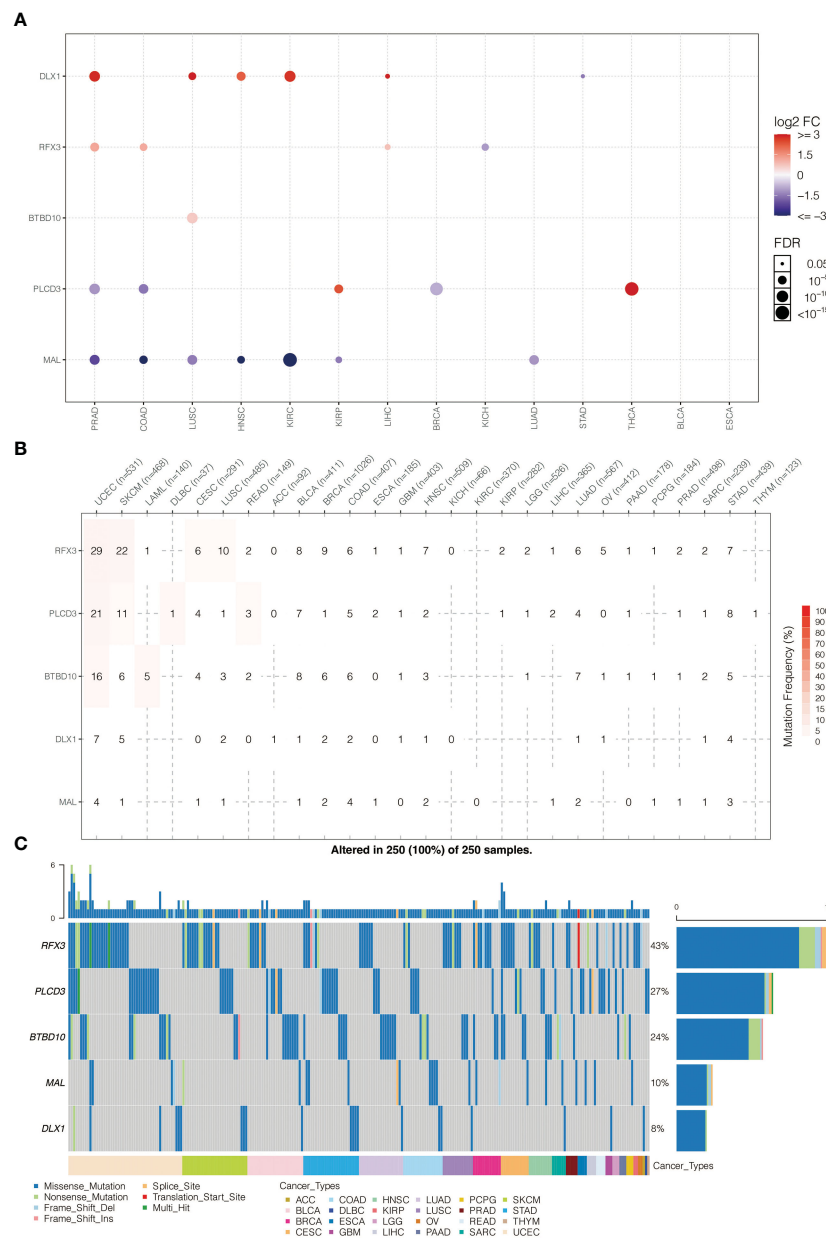 A
DLX1
RFX3
BTBD10
PLCD3
MAL
PRAD
COAD
LUSC
HNSC
KIRC
KIRP
LIHC
BRCA
KICH
LUAD
STAD
THCA
BLCA
ESCA
log2 FC
>= 3
1.5
0
−1.5
<= −3
FDR
0.05
B
UCEC (n=531)
SKCM (n=468)
LAML (n=140)
DLBC (n=37)
CESC (n=291)
LUSC (n=485)
READ (n=149)
ACC (n=92)
BLCA (n=411)
BRCA (n=1026)
COAD (n=407)
ESCA (n=185)
GBM (n=403)
HNSC (n=509)
KICH (n=66)
KIRC (n=370)
KIRP (n=282)
LGG (n=526)
LIHC (n=365)
LUAD (n=567)
OV (n=412)
PAAD (n=178)
PCPG (n=184)
PRAD (n=498)
SARC (n=239)
STAD (n=439)
THYM (n=123)
RFX3 29 22 1 6 10 2 0 8 9 6 1 1 7 0 2 2 1 6 5 1 1 2 2 7
PLCD3 21 11 1 4 1 3 0 7 1 5 2 1 2 1 1 2 4 0 1 1 1 8 1
BTBD10 16 6 5 4 3 2 8 6 6 0 1 3 1 7 1 1 1 1 2 5
DLX1 7 5 0 2 0 1 1 2 2 0 1 1 0 1 1 1 4
MAL 4 1 1 1 1 2 4 1 0 2 0 1 2 0 1 1 1 3
Mutation Frequency (%)
100
90
80
70
60
50
40
30
20
15
10
5
0
C
Altered in 250 (100%) of 250 samples.
6
2
0
0
RFX3 43%
PLCD3 27%
BTBD10 24%
MAL 10%
DLX1 8%
Cancer_Types
Missense_Mutation
Nonsense_Mutation
Frame_Shift_Del
Frame_Shift_Ins
Splice_Site
Translation_Start_Site
Multi_Hit
Cancer_Types
ACC
BLCA
BRCA
CESC
COAD
DLBC
ESCA
GBM
HNSC
KIRP
LGG
LIHC
LUAD
LUSC
OV
PAAD
PCPG
PRAD
READ
SARC
SKCM
STAD
THYM
UCEC